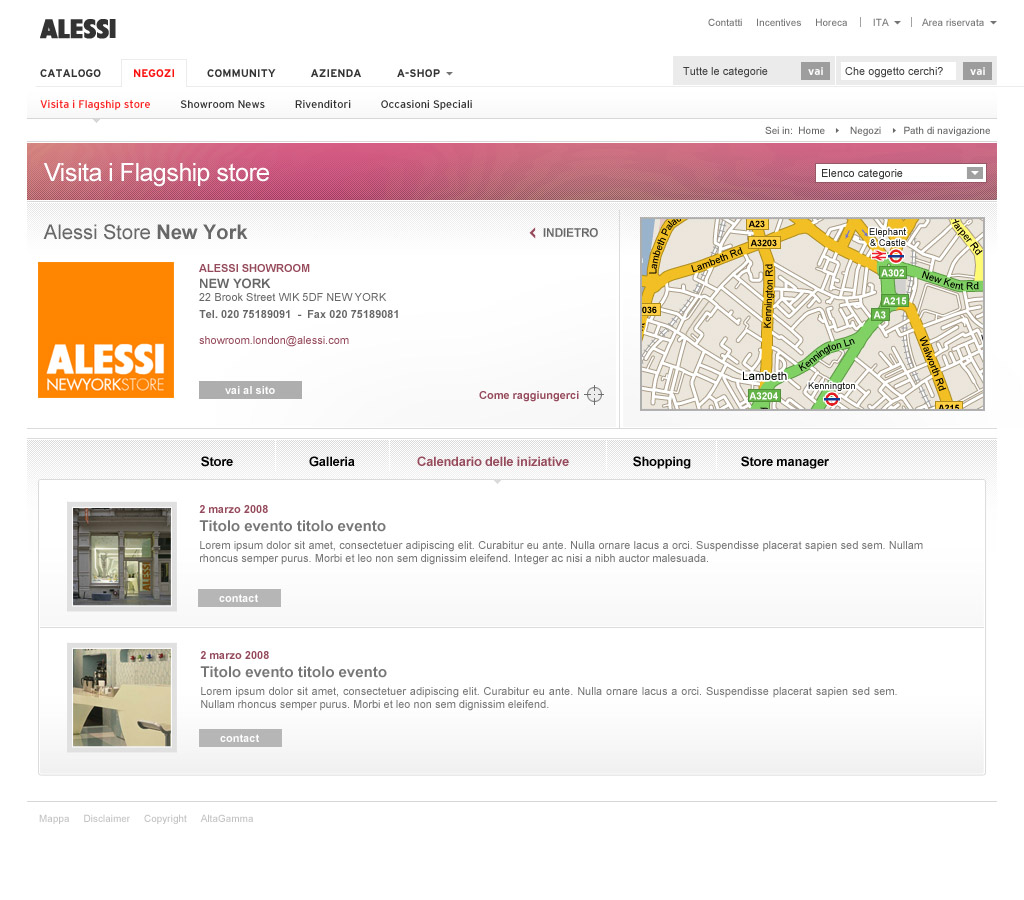 ALESSI
Contatti Incentives Horeca | ITA | Area riservata
CATALOGO NEGOZI COMMUNITY AZIENDA A-SHOP
Tutte le categorie vai Che oggetto cerchi? vai
Visita i Flagship store Showroom News Rivenditori Occasioni Speciali
Sei in: Home Negozi Path di navigazione
Visita i Flagship store
Elenco categorie
Alessi Store New York
INDIETRO
ALESSI
NEWYORKSTORE
ALESSI SHOWROOM
NEW YORK
22 Brook Street WIK 5DF NEW YORK
Tel. 020 75189091 - Fax 020 75189081
showroom.london@alessi.com
vai al sito
Come raggiungerci
A23
Elephant
& Castle
Harper Rd
A3203
Lambeth Palac
Lambeth Rd
A302
New Kent Rd
Kennington Rd
A215
036
A3
Kennington Ln
Walworth Rd
Lambeth
Kennington
A3204
A215
Store
Galleria
Calendario delle iniziative
Shopping
Store manager
ALESSI
2 marzo 2008
Titolo evento titolo evento
Lorem ipsum dolor sit amet, consectetuer adipiscing elit. Curabitur eu ante. Nulla ornare lacus a orci. Suspendisse placerat sapien sed sem. Nullam
rhoncus semper purus. Morbi et leo non sem dignissim eleifend. Integer ac nisi a nibh auctor malesuada.
contact
2 marzo 2008
Titolo evento titolo evento
Lorem ipsum dolor sit amet, consectetuer adipiscing elit. Curabitur eu ante. Nulla ornare lacus a orci. Suspendisse placerat sapien sed sem.
Nullam rhoncus semper purus. Morbi et leo non sem dignissim eleifend.
contact
Mappa Disclaimer Copyright AltaGamma